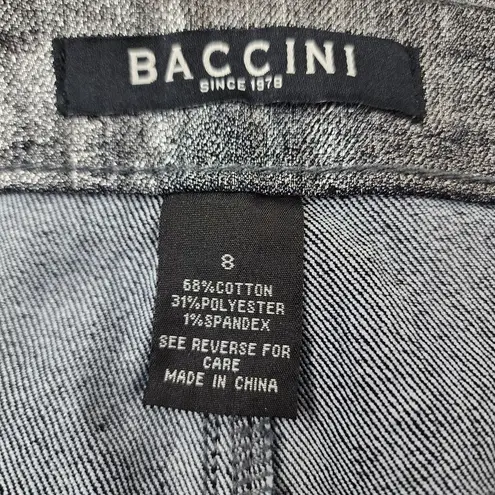 BACCINI
SINCE 1978
8
68%COTTON
31%POLYESTER
1%SPANDEX
SEE REVERSE FOR
CARE
MADE IN CHINA